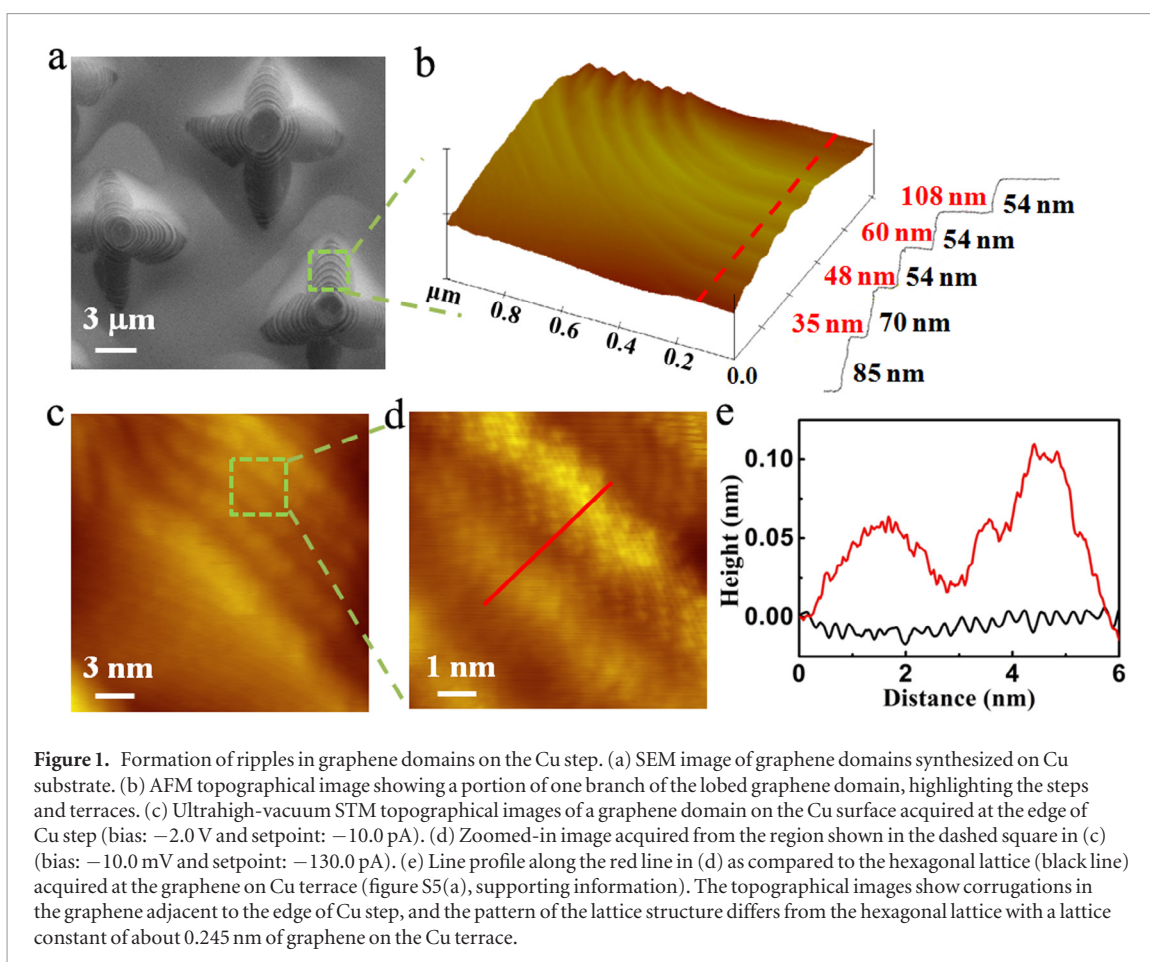 a
b
3 µm
µm
0.8
0.6
0.4
0.2
0.0
108 nm
54 nm
60 nm
54 nm
48 nm
54 nm
35 nm
70 nm
85 nm
c
d
e
3 nm
1 nm
Height (nm)
0.10
0.05
0.00
0
2
4
6
Distance (nm)
Figure 1. Formation of ripples in graphene domains on the Cu step. (a) SEM image of graphene domains synthesized on Cu
substrate. (b) AFM topographical image showing a portion of one branch of the lobed graphene domain, highlighting the steps
and terraces. (c) Ultrahigh-vacuum STM topographical images of a graphene domain on the Cu surface acquired at the edge of
Cu step (bias: −2.0 V and setpoint: −10.0 pA). (d) Zoomed-in image acquired from the region shown in the dashed square in (c)
(bias: −10.0 mV and setpoint: −130.0 pA). (e) Line profile along the red line in (d) as compared to the hexagonal lattice (black line)
acquired at the graphene on Cu terrace (figure S5(a), supporting information). The topographical images show corrugations in
the graphene adjacent to the edge of Cu step, and the pattern of the lattice structure differs from the hexagonal lattice with a lattice
constant of about 0.245 nm of graphene on the Cu terrace.